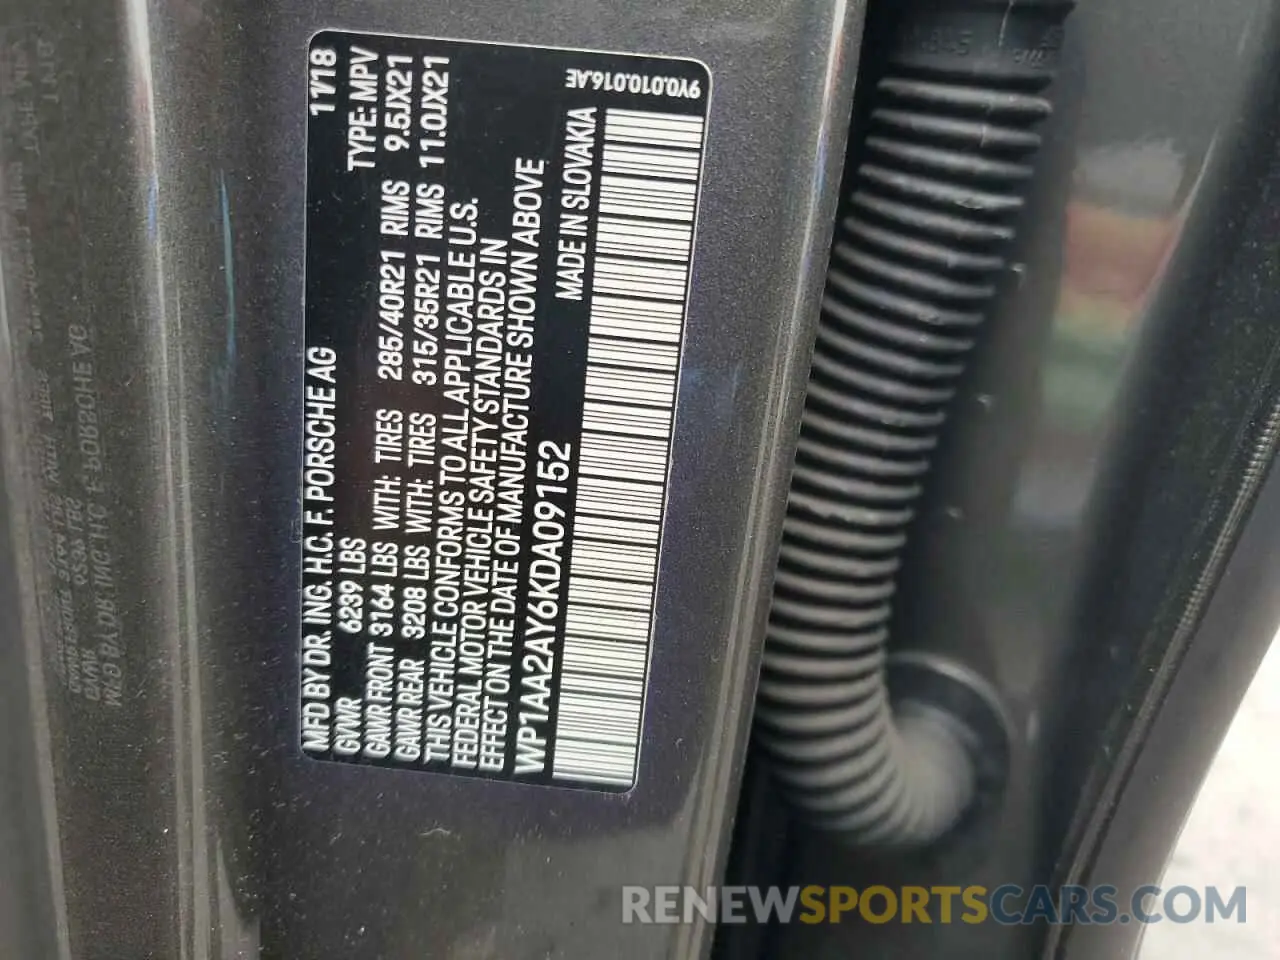 MFD BY DR. ING. H.C. F. PORSCHE AG 11/18
GVWR 6239 LBS TYPE: MPV
GAWR FRONT 3164 LBS WITH: TIRES 285/40R21 RIMS 9.5JX21
GAWR REAR 3208 LBS WITH: TIRES 315/35R21 RIMS 11.0JX21
THIS VEHICLE CONFORMS TO ALL APPLICABLE U.S.
FEDERAL MOTOR VEHICLE SAFETY STANDARDS IN
EFFECT ON THE DATE OF MANUFACTURE SHOWN ABOVE
WP1AA2AY6KDA09152
MADE IN SLOVAKIA
9Y0.010.016.AE
RENEWSPORTSCARS.COM